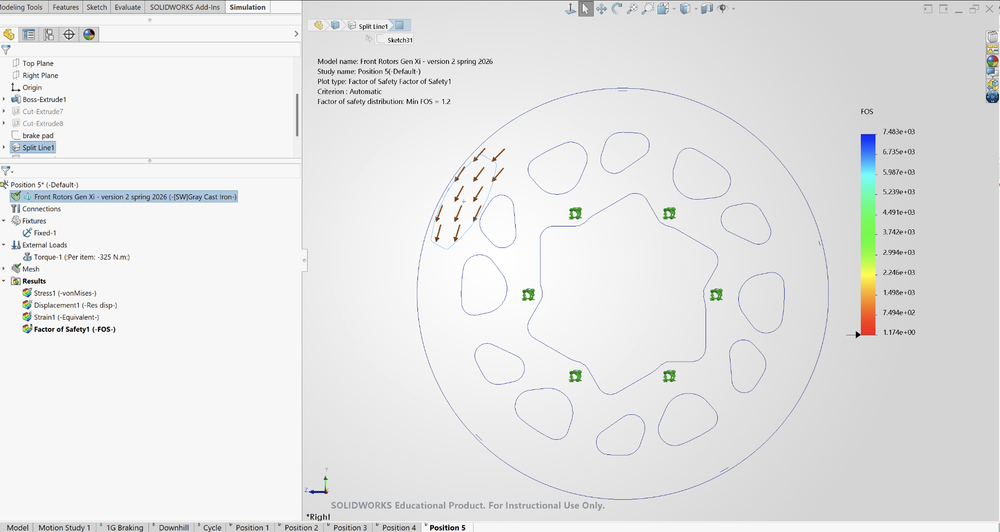 Modeling Tools Features Sketch Evaluate SOLIDWORKS Add-Ins Simulation
Top Plane
Right Plane
Origin
Boss-Extrude1
Cut-Extrude7
Cut-Extrude8
brake pad
Split Line1
Position 5* (-Default-)
Front Rotors Gen Xi - version 2 spring 2026 (-[SW]Gray Cast Iron-)
Connections
Fixtures
Fixed-1
External Loads
Torque-1 (:Per item: -325 N.m:)
Mesh
Results
Stress1 (-vonMises-)
Displacement1 (-Res disp-)
Strain1 (-Equivalent-)
Factor of Safety1 (-FOS-)
Split Line1
Sketch31
Model name: Front Rotors Gen Xi - version 2 spring 2026
Study name: Position 5(-Default-)
Plot type: Factor of Safety Factor of Safety1
Criterion : Automatic
Factor of safety distribution: Min FOS = 1.2
FOS
7.483e+03
6.735e+03
5.987e+03
5.239e+03
4.491e+03
3.742e+03
2.994e+03
2.246e+03
1.498e+03
7.494e+02
1.174e+00
Y
Z
SOLIDWORKS Educational Product. For Instructional Use Only.
*Right
Model Motion Study 1 1G Braking Downhill Cycle Position 1 Position 2 Position 3 Position 4 Position 5